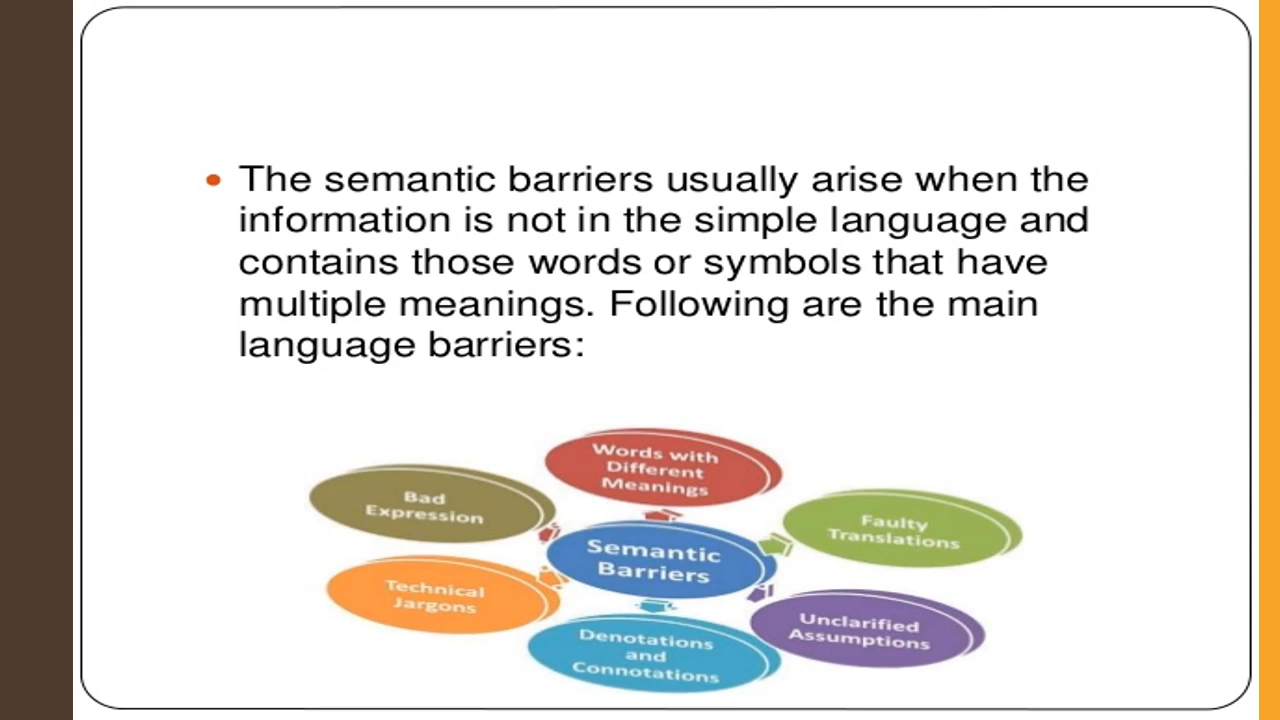 • The semantic barriers usually arise when the
information is not in the simple language and
contains those words or symbols that have
multiple meanings. Following are the main
language barriers:
Words with
Different
Meanings
Bad
Expression
Faulty
Translations
Semantic
Barriers
Technical
Jargons
Unclarified
Assumptions
Denotations
and
Connotations